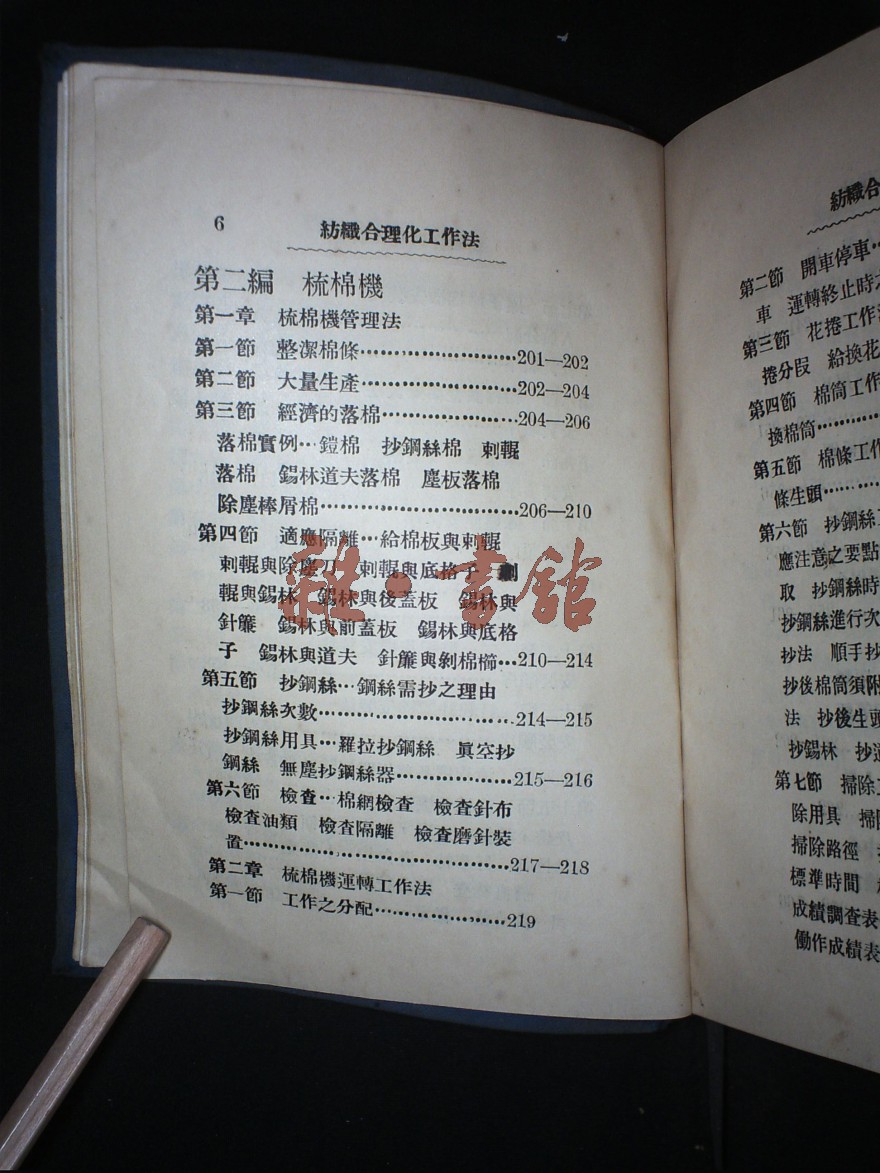 6 紡織合理化工作法
第二編 梳棉機
第一章 梳棉機管理法
第一節 整潔棉條……………………201—202
第二節 大量生產……………………202—204
第三節 經濟的落棉…………………204—206
落棉實例…鎧棉 抄鋼絲棉 刺輥
落棉 錫林道夫落棉 塵板落棉
除塵棒屑棉…………………………206—210
第四節 適應隔離…給棉板與刺輥
刺輥與除塵刀 刺輥與底格子 刺
輥與錫林 錫林與後蓋板 錫林與
針簾 錫林與前蓋板 錫林與底格
子 錫林與道夫 針簾與剝棉櫛…210—214
第五節 抄鋼絲…鋼絲需抄之理由
抄鋼絲次數…………………………214—215
抄鋼絲用具…羅拉抄鋼絲 眞空抄
鋼絲 無塵抄鋼絲器………………215—216
第六節 檢查…棉網檢查 檢查針布
檢查油類 檢查隔離 檢查磨針裝
置……………………………………217—218
第二章 梳棉機運轉工作法
第一節 工作之分配…………………219
雜·書館
紡織合
第二節 開車停車…
車 運轉終止時之
第三節 花捲工作
捲分段 給換花
第四節 棉筒工作
換棉筒……
第五節 棉條工
條生頭………
第六節 抄鋼絲
應注意之要點
取 抄鋼絲時
抄鋼絲進行次
抄法 順手抄
抄後棉筒須附
法 抄後生頭
抄錫林 抄道
第七節 掃除
除用具 掃除
掃除路徑
標準時間
成績調查表
働作成績表